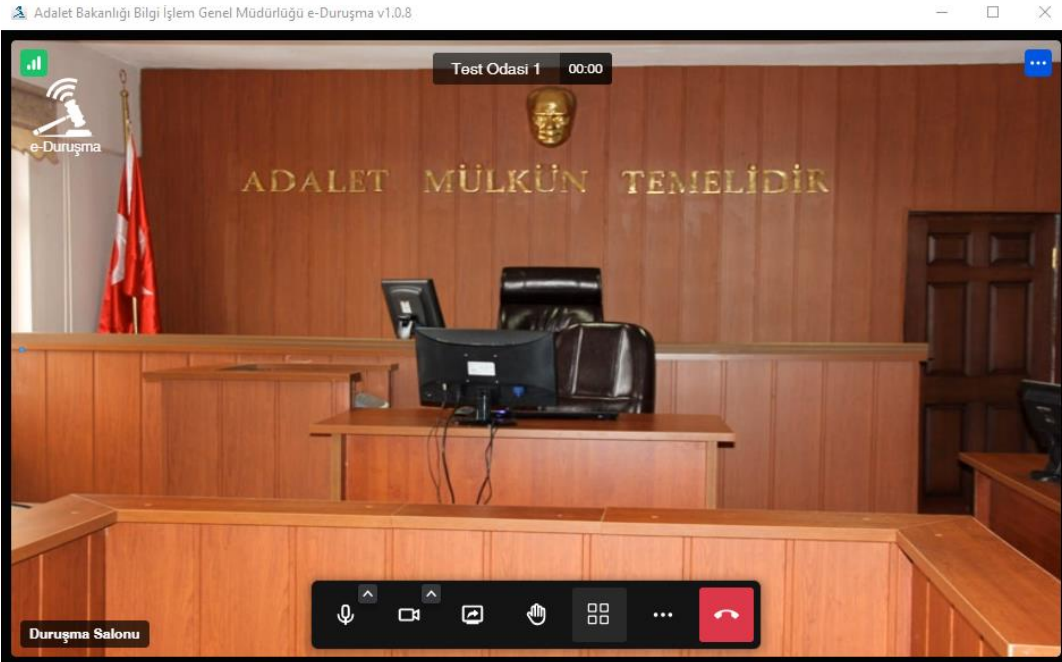 Adalet Bakanlığı Bilgi İşlem Genel Müdürlüğü e-Duruşma v1.0.8
Test Odasi 1 00:00
e-Duruşma
ADALET MÜLKÜN TEMELİDİR
Duruşma Salonu